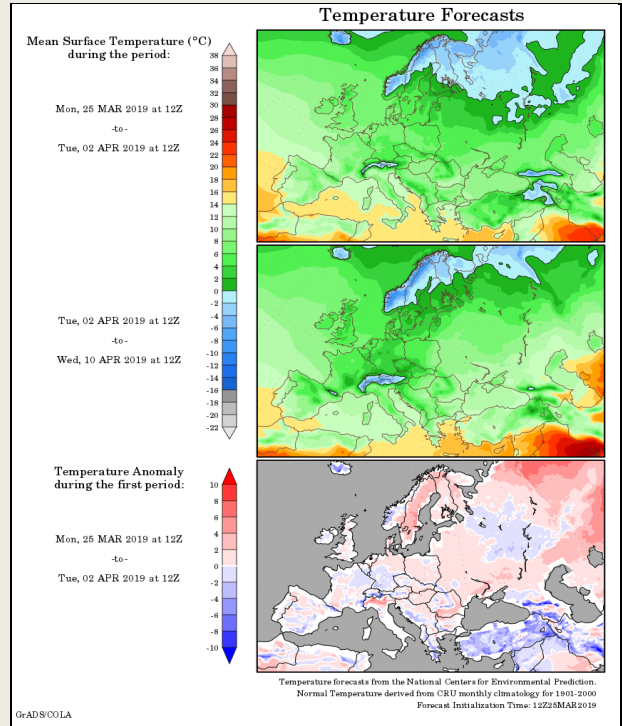 Temperature Forecasts
Mean Surface Temperature (°C)
during the period:
Mon, 25 MAR 2019 at 12Z
-to-
Tue, 02 APR 2019 at 12Z
38
36
34
32
30
28
26
24
22
20
18
16
14
12
10
8
6
4
2
0
-2
-4
-6
-8
-10
-12
-14
-16
-18
-20
-22
Tue, 02 APR 2019 at 12Z
-to-
Wed, 10 APR 2019 at 12Z
Temperature Anomaly
during the first period:
Mon, 25 MAR 2019 at 12Z
-to-
Tue, 02 APR 2019 at 12Z
10
8
6
4
2
0
-2
-4
-6
-8
-10
Temperature forecasts from the National Centers for Environmental Prediction.
Normal Temperature derived from CRU monthly climatology for 1901-2000
Forecast Initialization Time: 12Z25MAR2019
GrADS/COLA